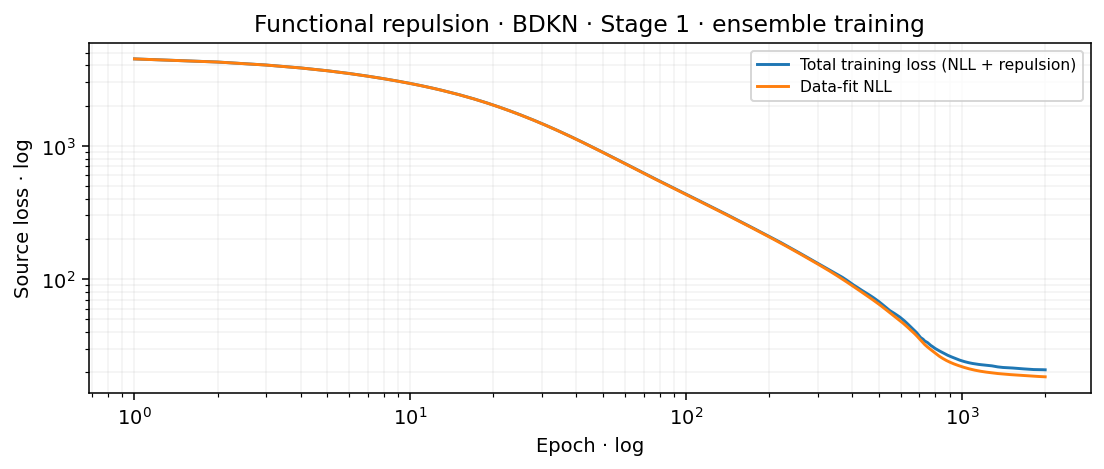 Functional repulsion · BDKN · Stage 1 · ensemble training
Total training loss (NLL + repulsion)
Data-fit NLL
Source loss · log
10³
10²
10⁰ 10¹ 10² 10³
Epoch · log